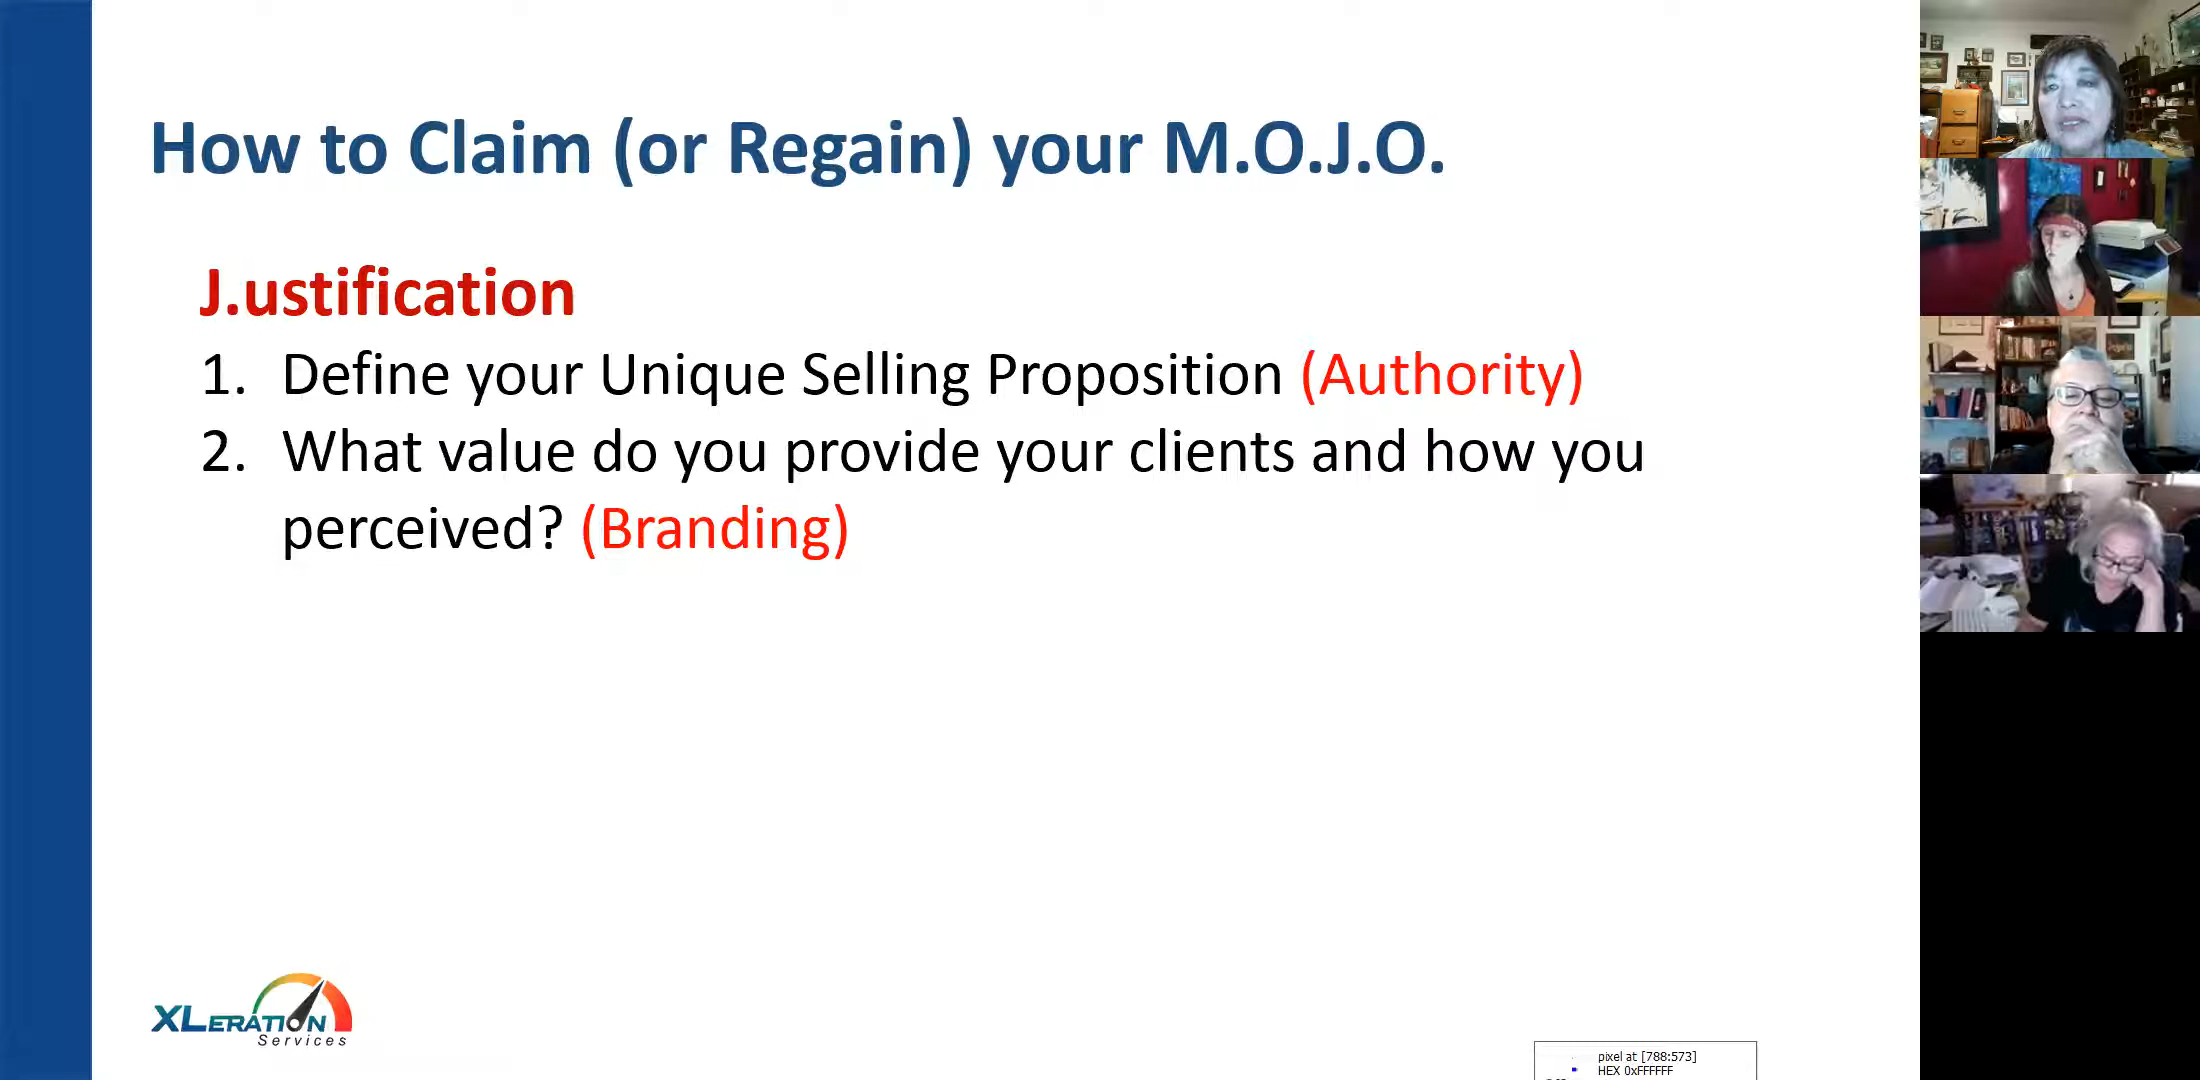 How to Claim (or Regain) your M.O.J.O.
J.ustification
1. Define your Unique Selling Proposition (Authority)
2. What value do you provide your clients and how you
perceived? (Branding)
XLERATION
Services
pixel at [788:573]
HEX 0xFFFFFF